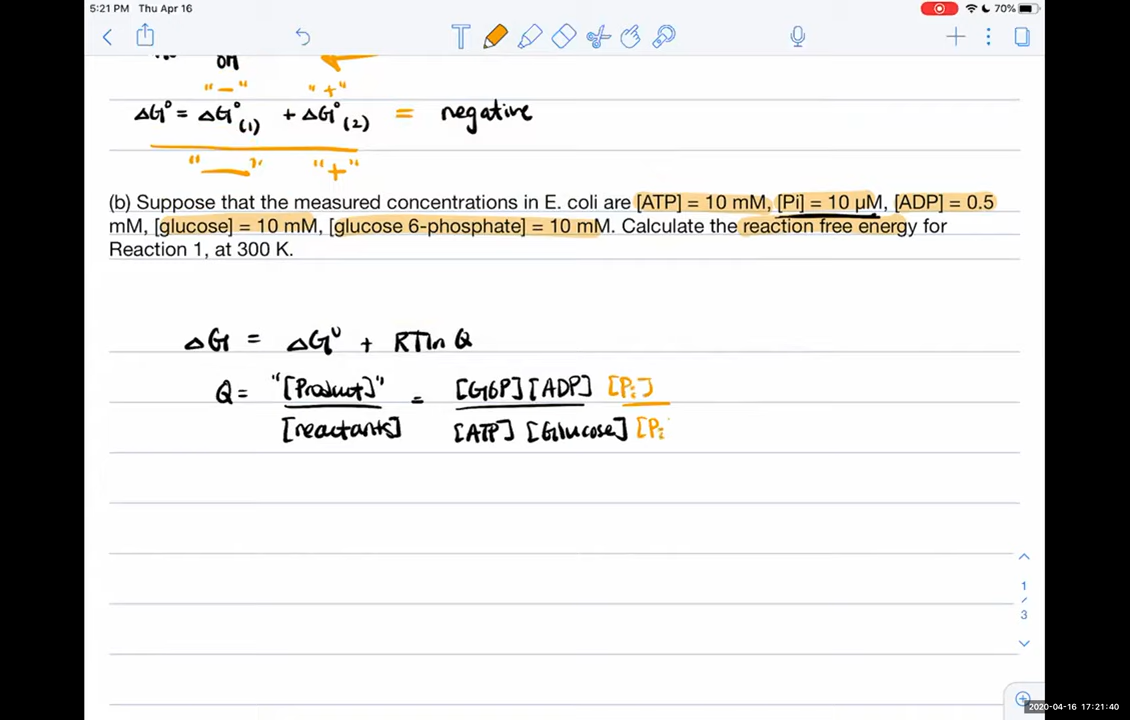 5:21 PM Thu Apr 16
70%
on
"-" "+"
ΔG° = ΔG°(1) + ΔG°(2) = negative
"—" "+"
(b) Suppose that the measured concentrations in E. coli are [ATP] = 10 mM, [Pi] = 10 µM, [ADP] = 0.5
mM, [glucose] = 10 mM, [glucose 6-phosphate] = 10 mM. Calculate the reaction free energy for
Reaction 1, at 300 K.
ΔG = ΔG° + RTln Q
Q = "[Product]" = [G6P][ADP] [Pi]
[reactants] [ATP] [Glucose] [Pi
1
/
3
2020-04-16 17:21:40